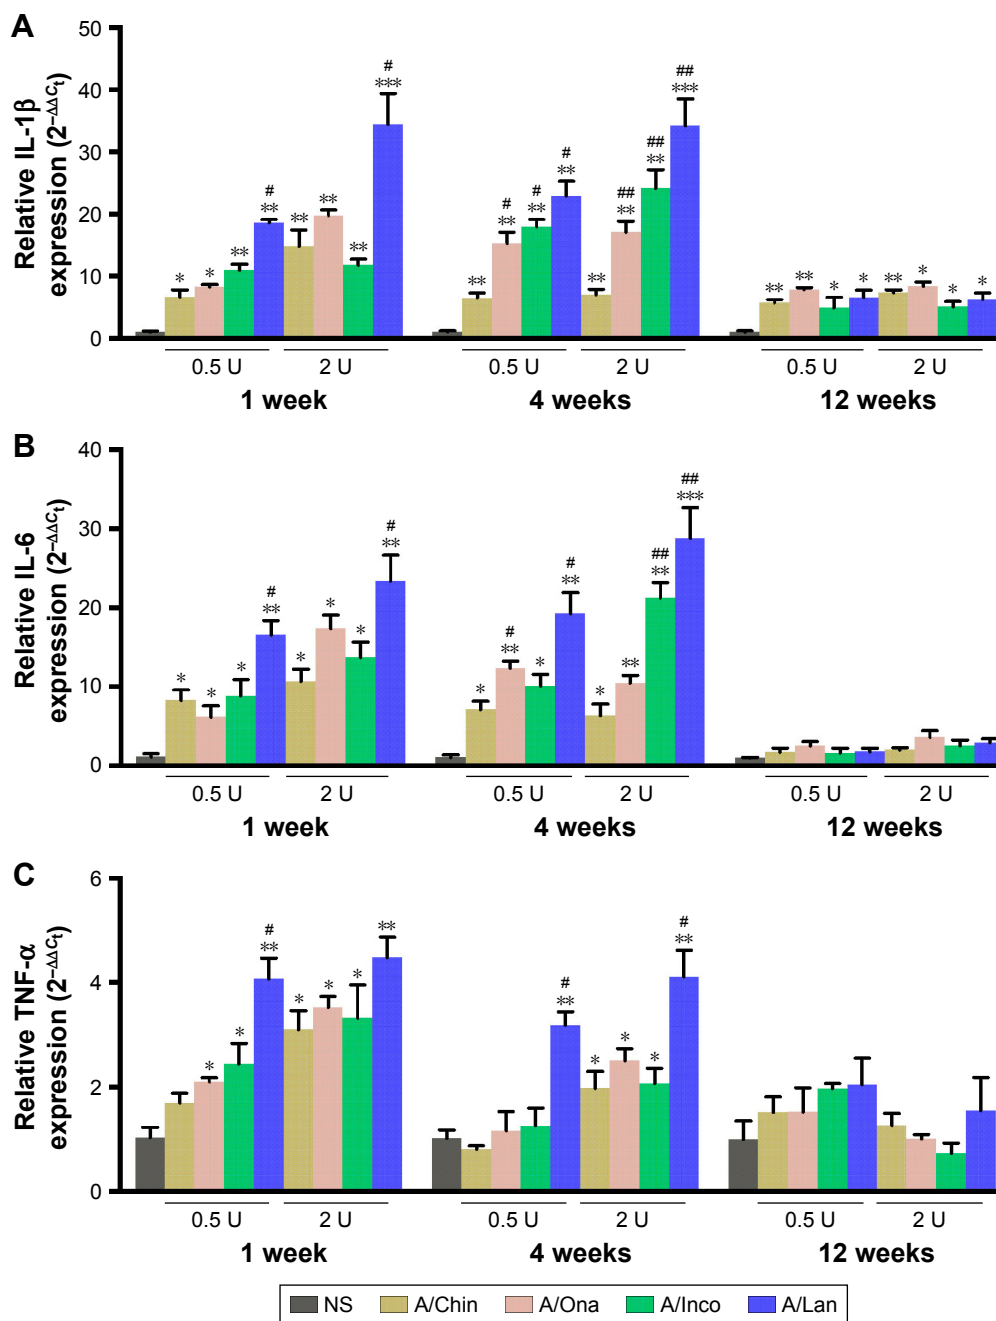 A
Relative IL-1β
expression (2⁻ΔΔCt)
50
40
30
20
10
0
* * ** ** # ** ** ** *** #
** ** # ** # ** # ** ** ## ** ## *** ##
** ** * * ** * * *
0.5 U 2 U 0.5 U 2 U 0.5 U 2 U
1 week 4 weeks 12 weeks
B
Relative IL-6
expression (2⁻ΔΔCt)
40
30
20
10
0
* * * ** # * * * ** #
* ** # * ** # * ** ** ## *** ##
0.5 U 2 U 0.5 U 2 U 0.5 U 2 U
1 week 4 weeks 12 weeks
C
Relative TNF-α
expression (2⁻ΔΔCt)
6
4
2
0
* * ** # * * * **
** # * * * ** #
0.5 U 2 U 0.5 U 2 U 0.5 U 2 U
1 week 4 weeks 12 weeks
NS A/Chin A/Ona A/Inco A/Lan